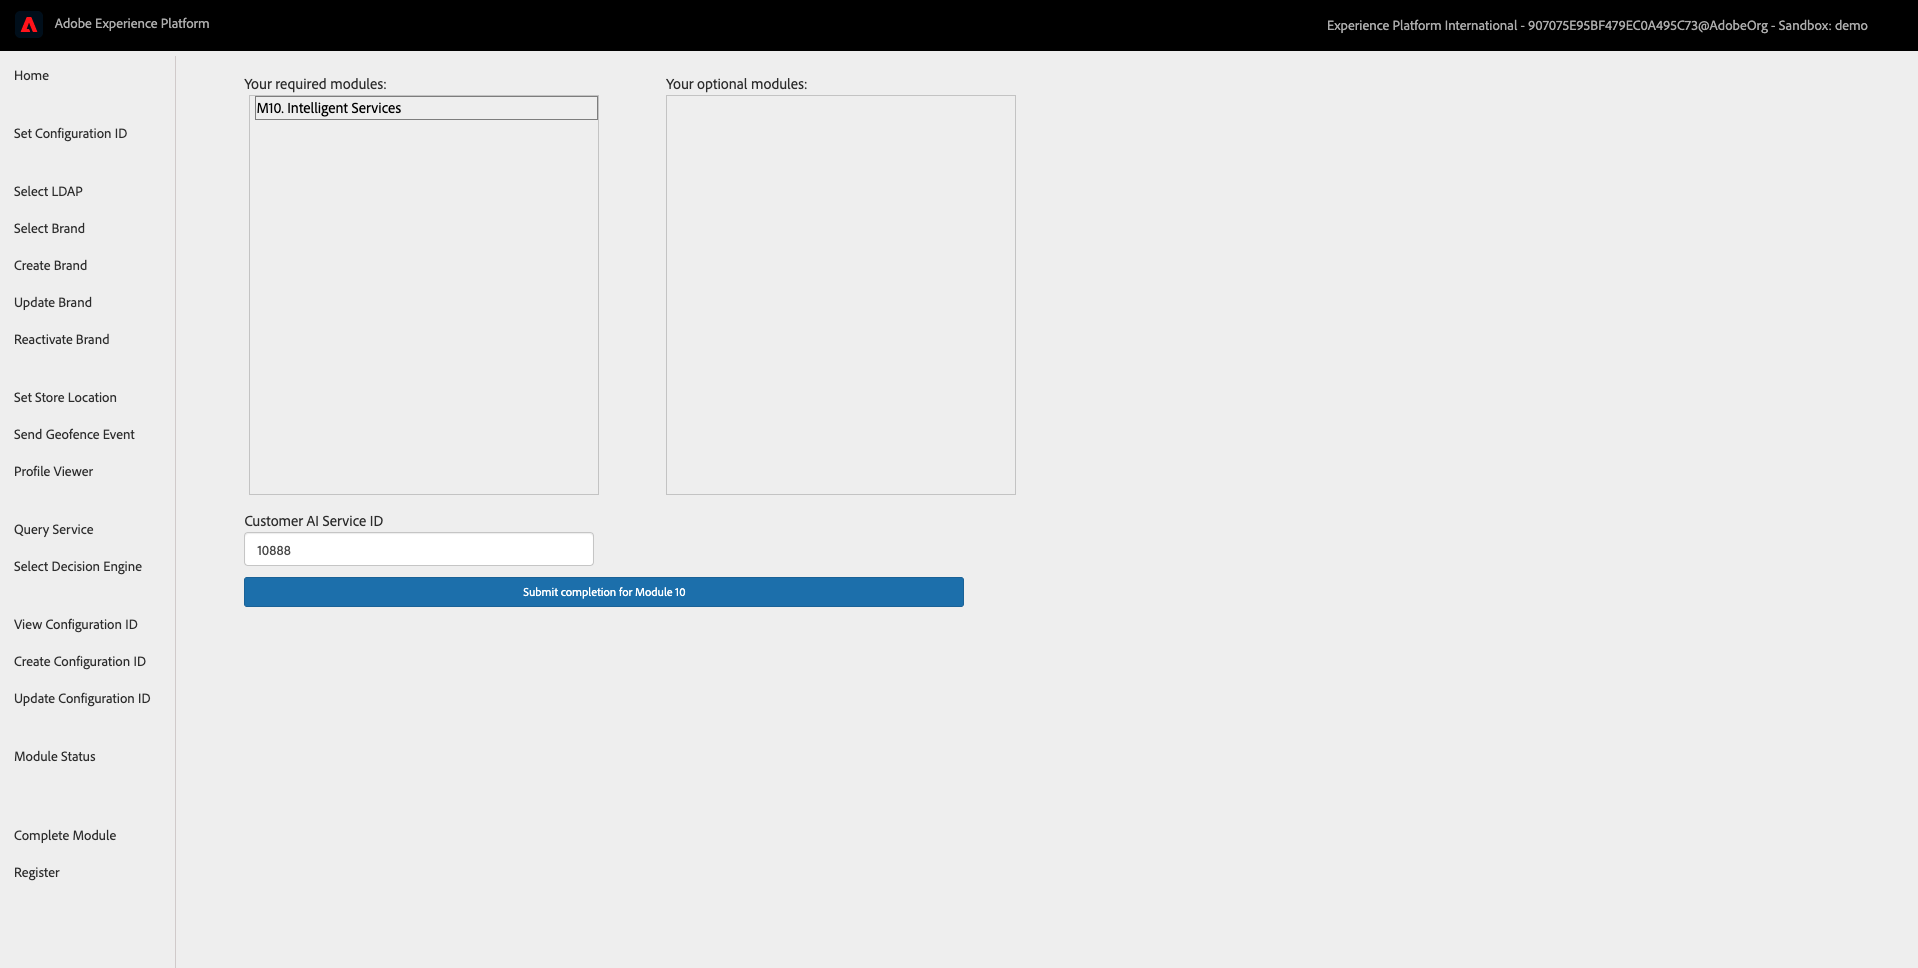 Adobe Experience Platform
Experience Platform International - 907075E95BF479EC0A495C73@AdobeOrg - Sandbox: demo
Home
Set Configuration ID
Select LDAP
Select Brand
Create Brand
Update Brand
Reactivate Brand
Set Store Location
Send Geofence Event
Profile Viewer
Query Service
Select Decision Engine
View Configuration ID
Create Configuration ID
Update Configuration ID
Module Status
Complete Module
Register
Your required modules:
M10. Intelligent Services
Your optional modules:
Customer AI Service ID
10888
Submit completion for Module 10